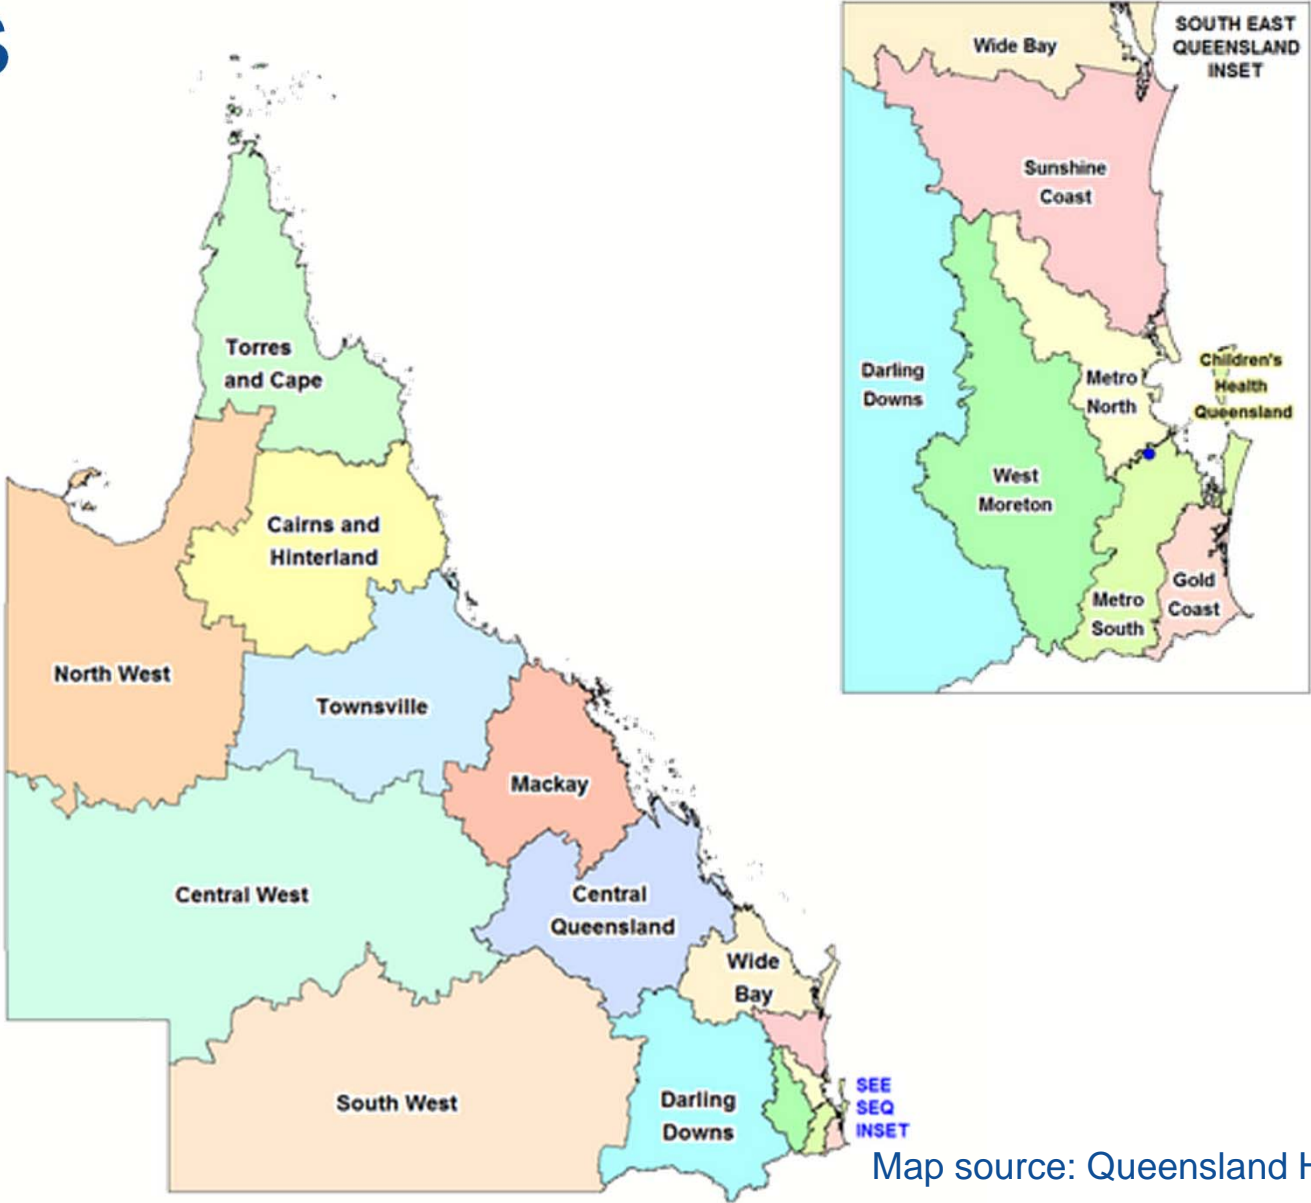 s
Torres
and Cape
Cairns and
Hinterland
North West
Townsville
Mackay
Central West
Central
Queensland
Wide
Bay
South West
Darling
Downs
SEE
SEQ
INSET
SOUTH EAST
QUEENSLAND
INSET
Wide Bay
Sunshine
Coast
Darling
Downs
Metro
North
Children's
Health
Queensland
West
Moreton
Metro
South
Gold
Coast
Map source: Queensland H